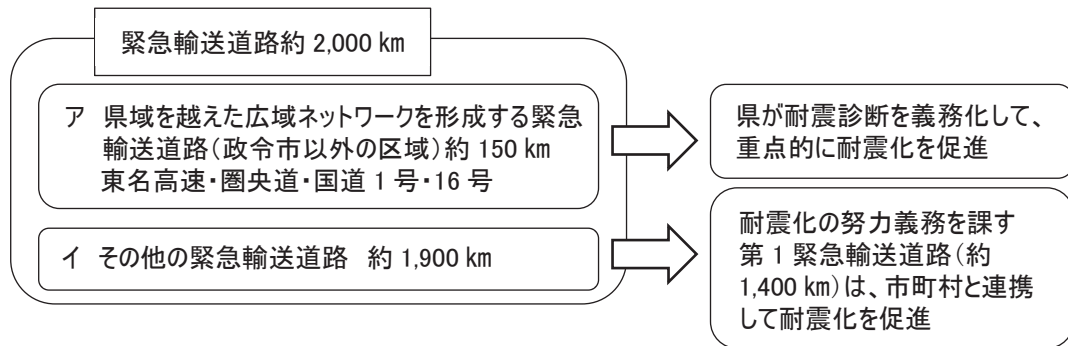 緊急輸送道路約 2,000 km
ア 県域を越えた広域ネットワークを形成する緊急
輸送道路(政令市以外の区域)約 150 km
東名高速・圏央道・国道 1 号・16 号
県が耐震診断を義務化して、
重点的に耐震化を促進
イ その他の緊急輸送道路 約 1,900 km
耐震化の努力義務を課す
第 1 緊急輸送道路(約
1,400 km)は、市町村と連携
して耐震化を促進